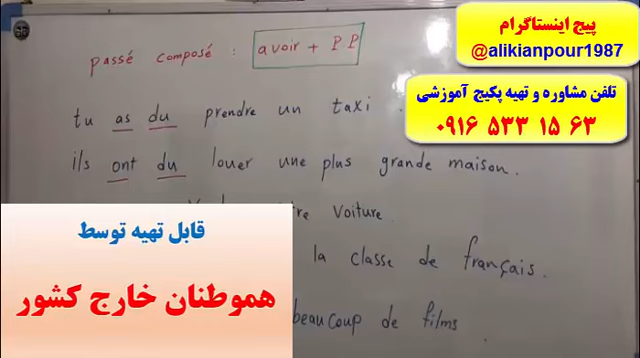 passé composé : avoir + P.P
tu as du prendre un taxi .
ils ont du louer une plus grande maison.
voiture.
la classe de français.
beaucoup de films
پیج اینستاگرام
@alikianpour1987
تلفن مشاوره و تهیه پکیج آموزشی
۰۹۱۶ ۵۳۳ ۱۵ ۶۳
قابل تهیه توسط
هموطنان خارج کشور